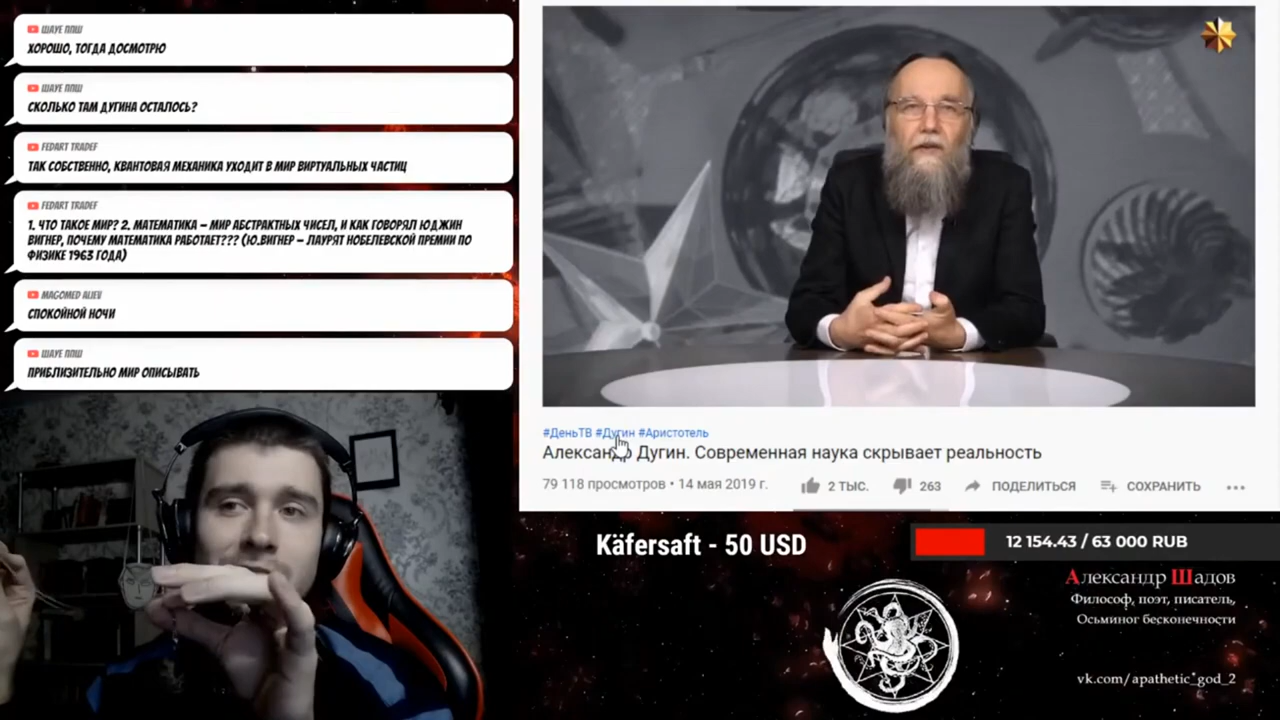 ШАУЕ ППШ
ХОРОШО, ТОГДА ДОСМОТРЮ
ШАУЕ ППШ
СКОЛЬКО ТАМ ДУГИНА ОСТАЛОСЬ?
FEDART TRADEF
ТАК СОБСТВЕННО, КВАНТОВАЯ МЕХАНИКА УХОДИТ В МИР ВИРТУАЛЬНЫХ ЧАСТИЦ
FEDART TRADEF
1. ЧТО ТАКОЕ МИР? 2. МАТЕМАТИКА – МИР АБСТРАКТНЫХ ЧИСЕЛ, И КАК ГОВОРЯЛ ЮДЖИН
ВИГНЕР, ПОЧЕМУ МАТЕМАТИКА РАБОТАЕТ??? (Ю.ВИГНЕР – ЛАУРЯТ НОБЕЛЕВСКОЙ ПРЕМИИ ПО
ФИЗИКЕ 1963 ГОДА)
MAGOMED ALIEV
СПОКОЙНОЙ НОЧИ
ШАУЕ ППШ
ПРИБЛИЗИТЕЛЬНО МИР ОПИСЫВАТЬ
#ДеньТВ #Дугин #Аристотель
Александр Дугин. Современная наука скрывает реальность
79 118 просмотров • 14 мая 2019 г.
2 ТЫС.
263
ПОДЕЛИТЬСЯ
СОХРАНИТЬ
Käfersaft - 50 USD
12 154.43 / 63 000 RUB
Александр Шадов
Философ, поэт, писатель,
Осьминог бесконечности
vk.com/apathetic_god_2